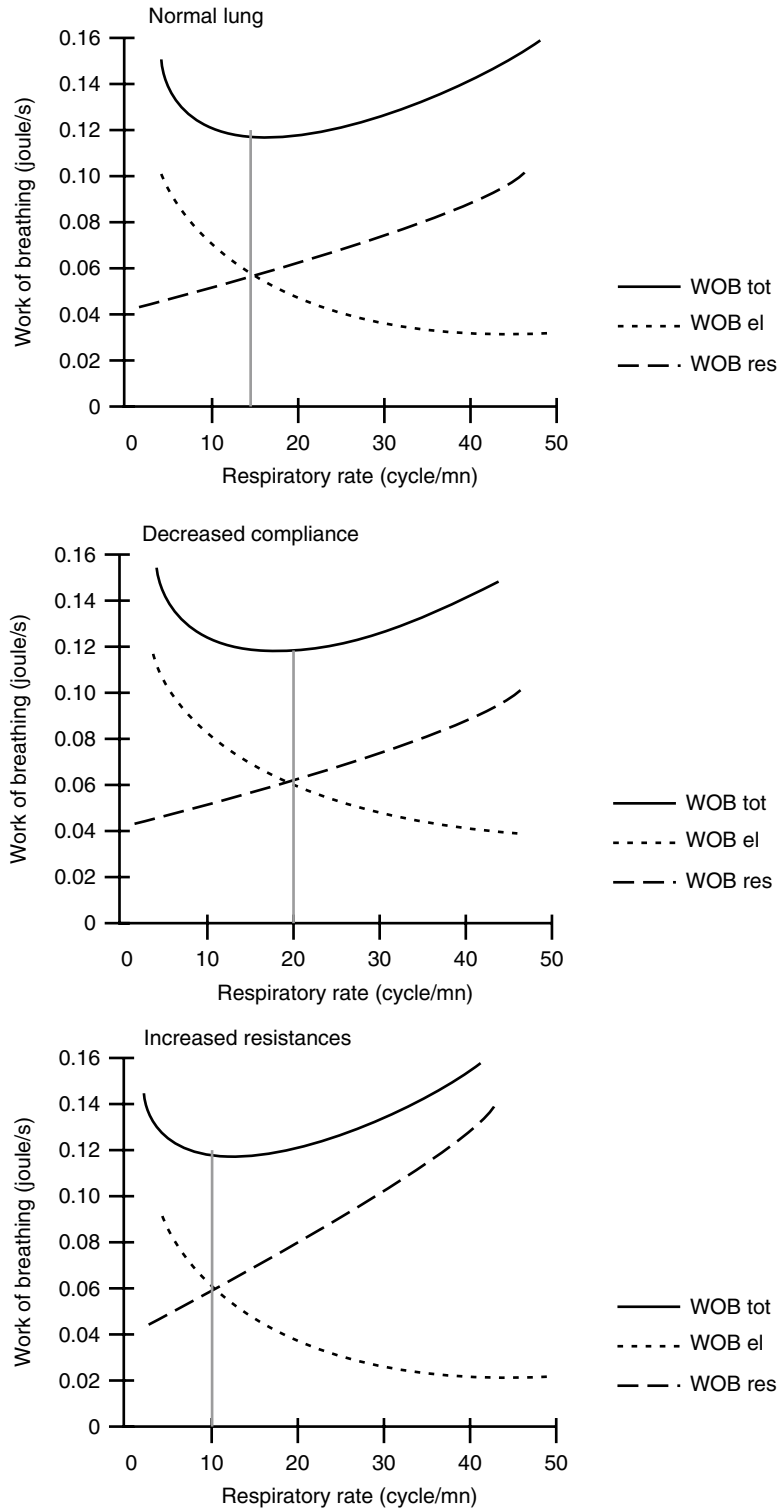 Normal lung
0.16
0.14
0.12
0.10
0.08
0.06
0.04
0.02
0
Work of breathing (joule/s)
0 10 20 30 40 50
Respiratory rate (cycle/mn)
WOB tot
WOB el
WOB res
Decreased compliance
0.16
0.14
0.12
0.10
0.08
0.06
0.04
0.02
0
Work of breathing (joule/s)
0 10 20 30 40 50
Respiratory rate (cycle/mn)
WOB tot
WOB el
WOB res
Increased resistances
0.16
0.14
0.12
0.10
0.08
0.06
0.04
0.02
0
Work of breathing (joule/s)
0 10 20 30 40 50
Respiratory rate (cycle/mn)
WOB tot
WOB el
WOB res